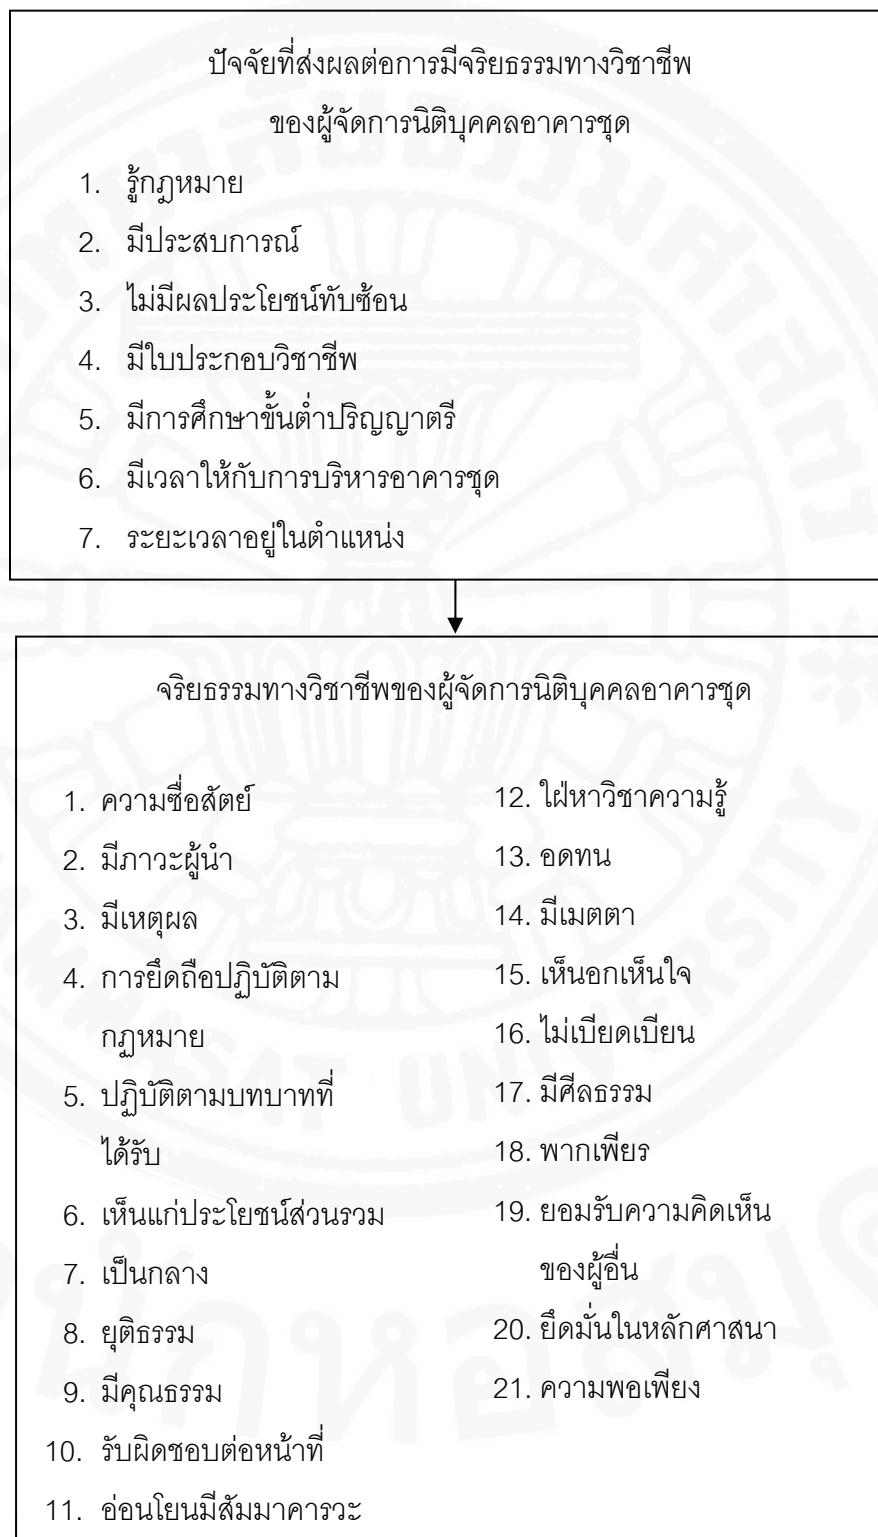 ปัจจัยที่ส่งผลต่อการมีจริยธรรมทางวิชาชีพ
ของผู้จัดการนิติบุคคลอาคารชุด
1. รู้กฎหมาย
2. มีประสบการณ์
3. ไม่มีผลประโยชน์ทับซ้อน
4. มีใบประกอบวิชาชีพ
5. มีการศึกษาขั้นต่ำปริญญาตรี
6. มีเวลาให้กับการบริหารอาคารชุด
7. ระยะเวลาอยู่ในตำแหน่ง
จริยธรรมทางวิชาชีพของผู้จัดการนิติบุคคลอาคารชุด
1. ความซื่อสัตย์
2. มีภาวะผู้นำ
3. มีเหตุผล
4. การยึดถือปฏิบัติตาม
กฎหมาย
5. ปฏิบัติตามบทบาทที่
ได้รับ
6. เห็นแก่ประโยชน์ส่วนรวม
7. เป็นกลาง
8. ยุติธรรม
9. มีคุณธรรม
10. รับผิดชอบต่อหน้าที่
11. อ่อนโยนมีสัมมาคารวะ
12. ใฝ่หาวิชาความรู้
13. อดทน
14. มีเมตตา
15. เห็นอกเห็นใจ
16. ไม่เบียดเบียน
17. มีศีลธรรม
18. พากเพียร
19. ยอมรับความคิดเห็น
ของผู้อื่น
20. ยึดมั่นในหลักศาสนา
21. ความพอเพียง